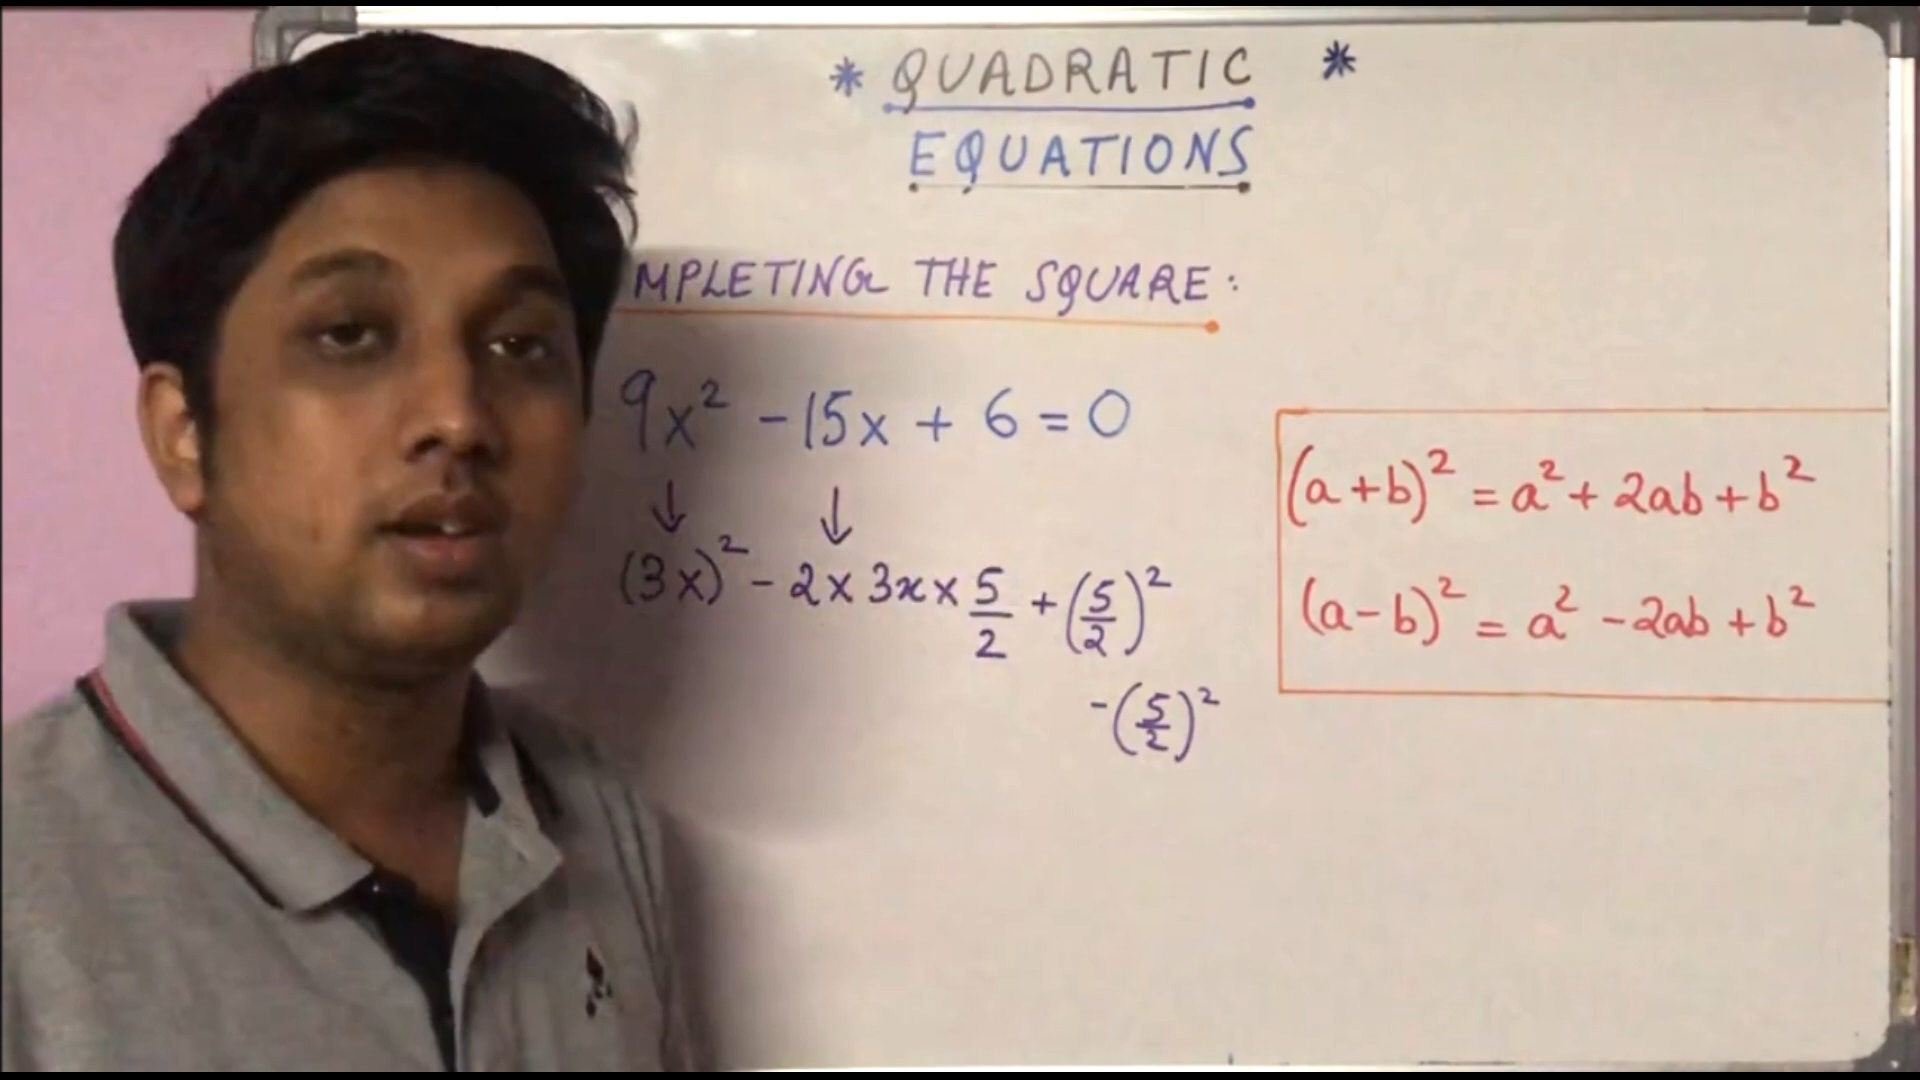 * QUADRATIC *
EQUATIONS
MPLETING THE SQUARE:
9x² - 15x + 6 = 0
↓ ↓
(3x)² - 2 x 3x x 5/2 + (5/2)²
- (5/2)²
(a+b)² = a² + 2ab + b²
(a-b)² = a² - 2ab + b²